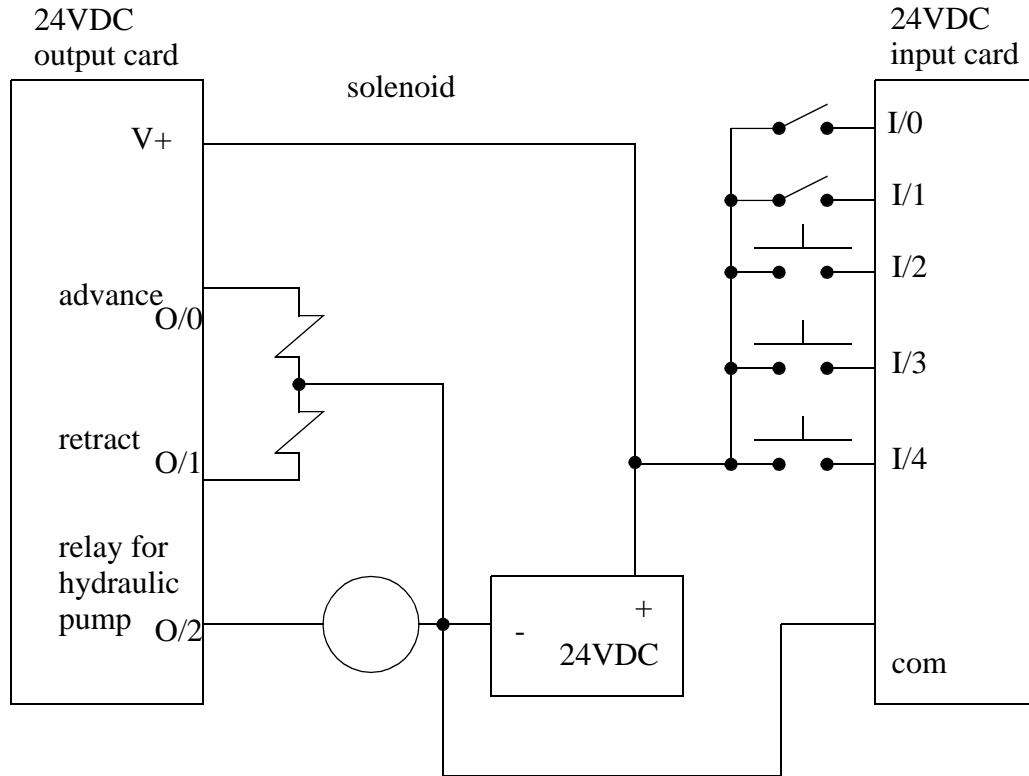 24VDC
output card
solenoid
V+
advance
O/0
retract
O/1
relay for
hydraulic
pump
O/2
+
-
24VDC
24VDC
input card
I/0
I/1
I/2
I/3
I/4
com